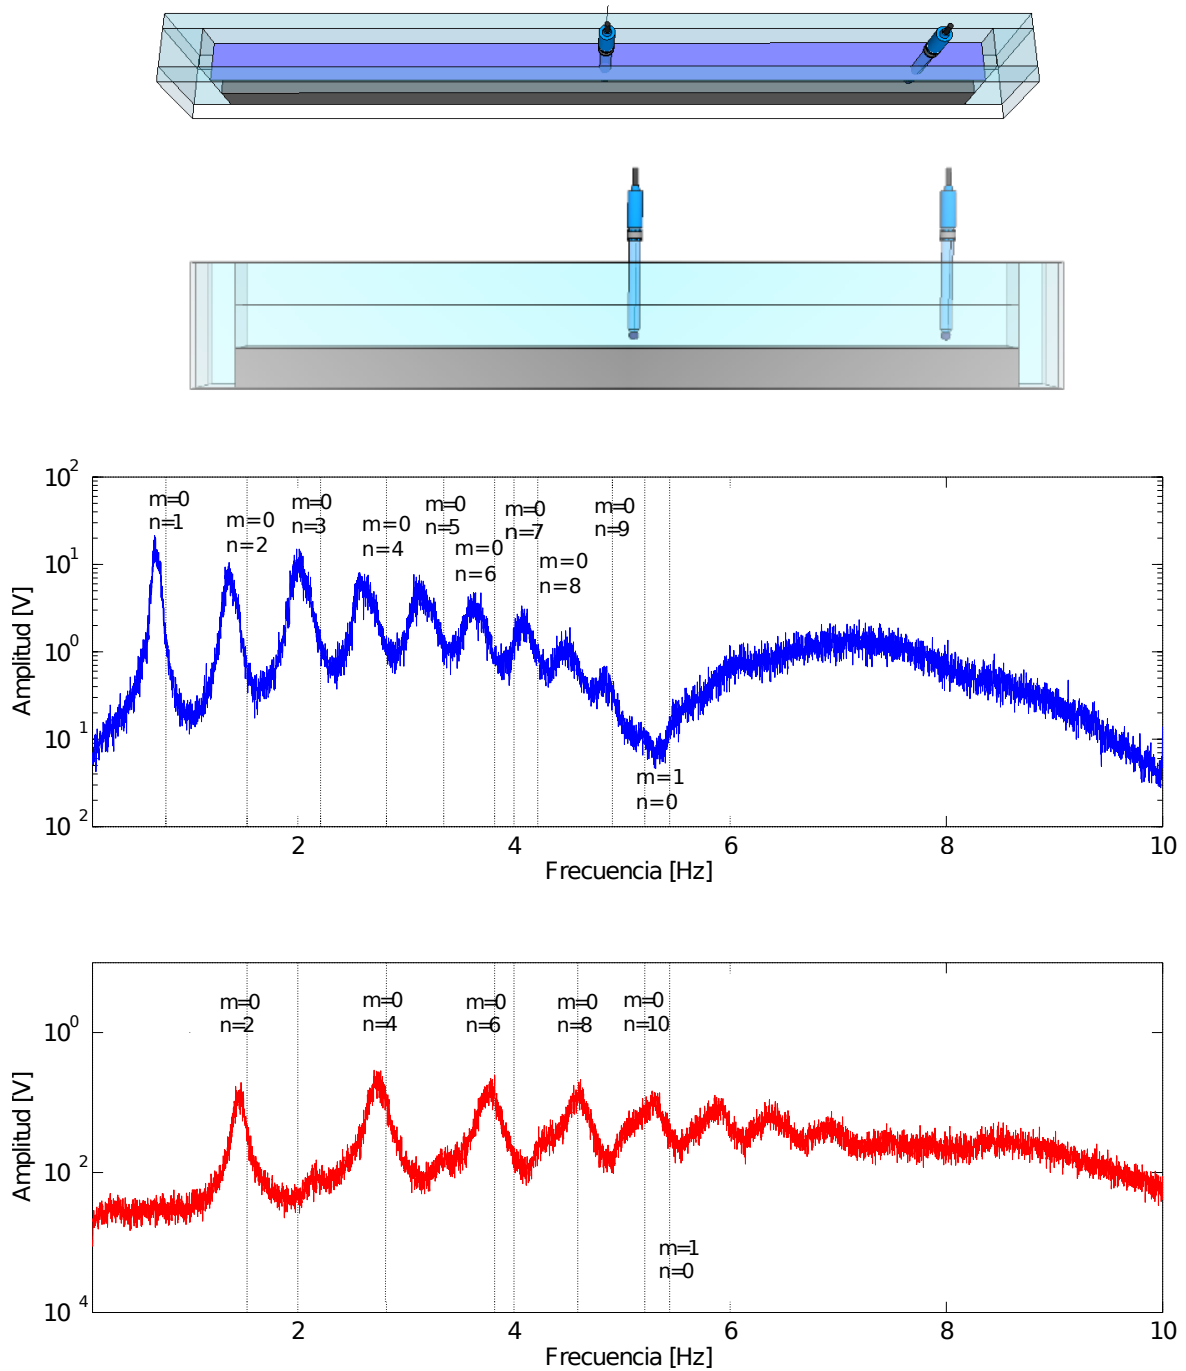 10²
10¹
10⁰
10 ¹
10 ²
Amplitud [V]
m=0
n=1
m=0
n=2
m=0
n=3
m=0
n=4
m=0
n=5
m=0
n=6
m=0
n=7
m=0
n=8
m=0
n=9
m=1
n=0
2 4 6 8 10
Frecuencia [Hz]
10⁰
10 ²
10 ⁴
Amplitud [V]
m=0
n=2
m=0
n=4
m=0
n=6
m=0
n=8
m=0
n=10
m=1
n=0
2 4 6 8 10
Frecuencia [Hz]